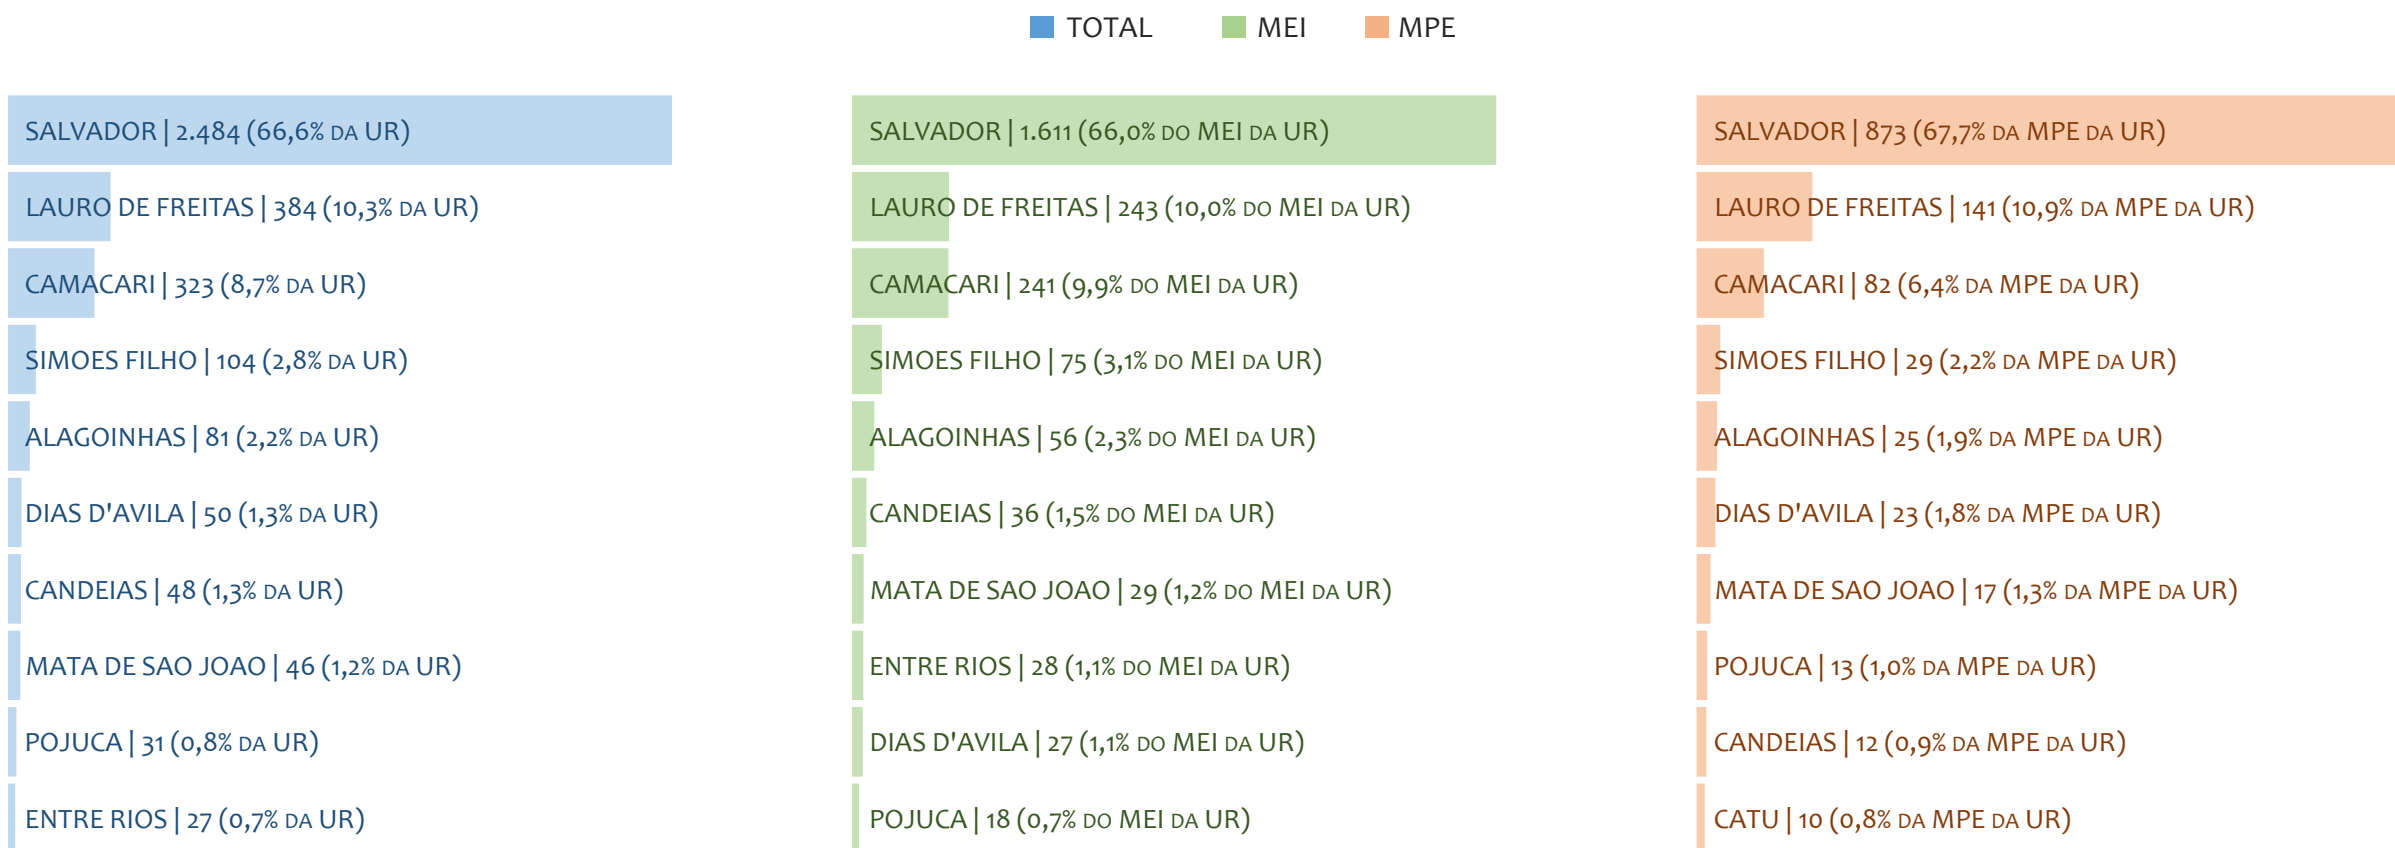 TOTAL MEI MPE
SALVADOR | 2.484 (66,6% DA UR)
LAURO DE FREITAS | 384 (10,3% DA UR)
CAMACARI | 323 (8,7% DA UR)
SIMOES FILHO | 104 (2,8% DA UR)
ALAGOINHAS | 81 (2,2% DA UR)
DIAS D'AVILA | 50 (1,3% DA UR)
CANDEIAS | 48 (1,3% DA UR)
MATA DE SAO JOAO | 46 (1,2% DA UR)
POJUCA | 31 (0,8% DA UR)
ENTRE RIOS | 27 (0,7% DA UR)
SALVADOR | 1.611 (66,0% DO MEI DA UR)
LAURO DE FREITAS | 243 (10,0% DO MEI DA UR)
CAMACARI | 241 (9,9% DO MEI DA UR)
SIMOES FILHO | 75 (3,1% DO MEI DA UR)
ALAGOINHAS | 56 (2,3% DO MEI DA UR)
CANDEIAS | 36 (1,5% DO MEI DA UR)
MATA DE SAO JOAO | 29 (1,2% DO MEI DA UR)
ENTRE RIOS | 28 (1,1% DO MEI DA UR)
DIAS D'AVILA | 27 (1,1% DO MEI DA UR)
POJUCA | 18 (0,7% DO MEI DA UR)
SALVADOR | 873 (67,7% DA MPE DA UR)
LAURO DE FREITAS | 141 (10,9% DA MPE DA UR)
CAMACARI | 82 (6,4% DA MPE DA UR)
SIMOES FILHO | 29 (2,2% DA MPE DA UR)
ALAGOINHAS | 25 (1,9% DA MPE DA UR)
DIAS D'AVILA | 23 (1,8% DA MPE DA UR)
MATA DE SAO JOAO | 17 (1,3% DA MPE DA UR)
POJUCA | 13 (1,0% DA MPE DA UR)
CANDEIAS | 12 (0,9% DA MPE DA UR)
CATU | 10 (0,8% DA MPE DA UR)